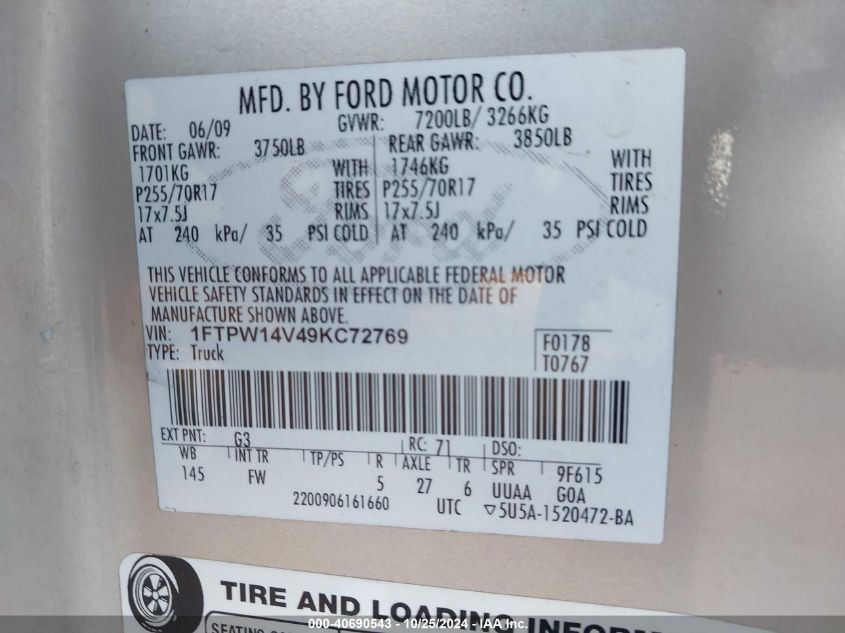 MFD. BY FORD MOTOR CO.
DATE: 06/09 GVWR: 7200LB/ 3266KG
FRONT GAWR: 3750LB REAR GAWR: 3850LB
1701KG WITH 1746KG WITH
P255/70R17 TIRES P255/70R17 TIRES
17x7.5J RIMS 17x7.5J RIMS
AT 240 kPa/ 35 PSI COLD AT 240 kPa/ 35 PSI COLD
THIS VEHICLE CONFORMS TO ALL APPLICABLE FEDERAL MOTOR
VEHICLE SAFETY STANDARDS IN EFFECT ON THE DATE OF
MANUFACTURE SHOWN ABOVE.
VIN: 1FTPW14V49KC72769
TYPE: Truck
F0178
T0767
EXT PNT: G3 RC: 71 DSO:
WB INT TR TP/PS R AXLE TR SPR 9F615
145 FW 5 27 6 UUAA GOA
2200906161660 UTC ▽5U5A-1520472-BA
TIRE AND LOADING INFORM
SEATING
000-40690543 - 10/25/2024 - IAA Inc.